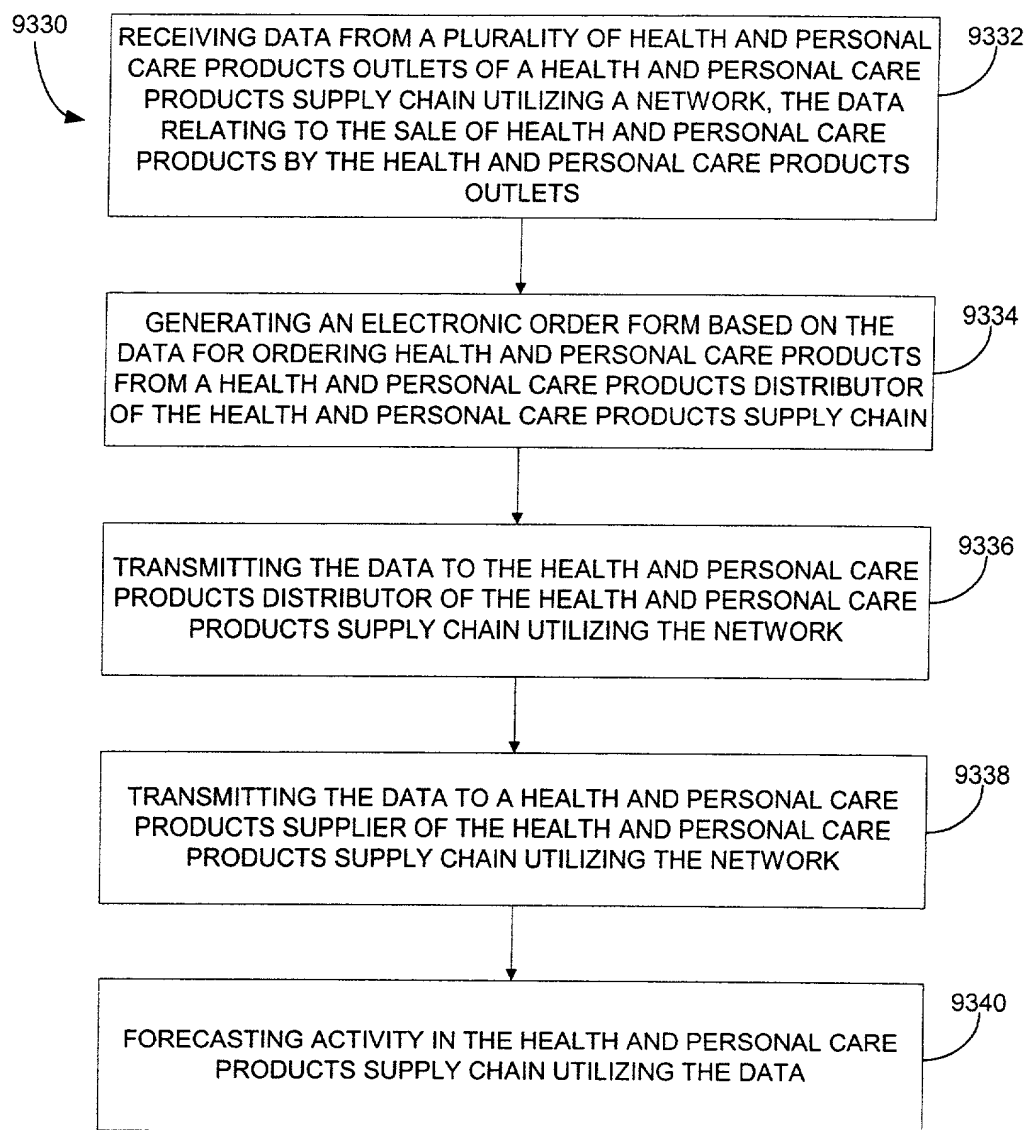 9330
RECEIVING DATA FROM A PLURALITY OF HEALTH AND PERSONAL
CARE PRODUCTS OUTLETS OF A HEALTH AND PERSONAL CARE
PRODUCTS SUPPLY CHAIN UTILIZING A NETWORK, THE DATA
RELATING TO THE SALE OF HEALTH AND PERSONAL CARE
PRODUCTS BY THE HEALTH AND PERSONAL CARE PRODUCTS
OUTLETS
9332
GENERATING AN ELECTRONIC ORDER FORM BASED ON THE
DATA FOR ORDERING HEALTH AND PERSONAL CARE PRODUCTS
FROM A HEALTH AND PERSONAL CARE PRODUCTS DISTRIBUTOR
OF THE HEALTH AND PERSONAL CARE PRODUCTS SUPPLY CHAIN
9334
TRANSMITTING THE DATA TO THE HEALTH AND PERSONAL CARE
PRODUCTS DISTRIBUTOR OF THE HEALTH AND PERSONAL CARE
PRODUCTS SUPPLY CHAIN UTILIZING THE NETWORK
9336
TRANSMITTING THE DATA TO A HEALTH AND PERSONAL CARE
PRODUCTS SUPPLIER OF THE HEALTH AND PERSONAL CARE
PRODUCTS SUPPLY CHAIN UTILIZING THE NETWORK
9338
FORECASTING ACTIVITY IN THE HEALTH AND PERSONAL CARE
PRODUCTS SUPPLY CHAIN UTILIZING THE DATA
9340